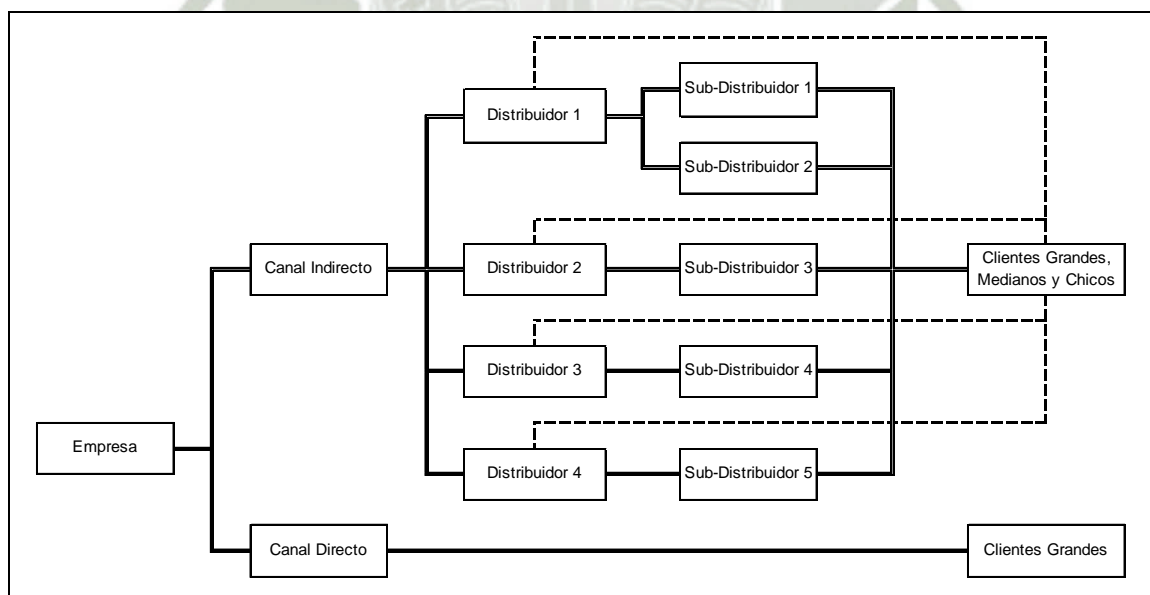 Sub-Distribuidor 1
Distribuidor 1
Sub-Distribuidor 2
Canal Indirecto
Distribuidor 2
Sub-Distribuidor 3
Clientes Grandes,
Medianos y Chicos
Distribuidor 3
Sub-Distribuidor 4
Empresa
Distribuidor 4
Sub-Distribuidor 5
Canal Directo
Clientes Grandes